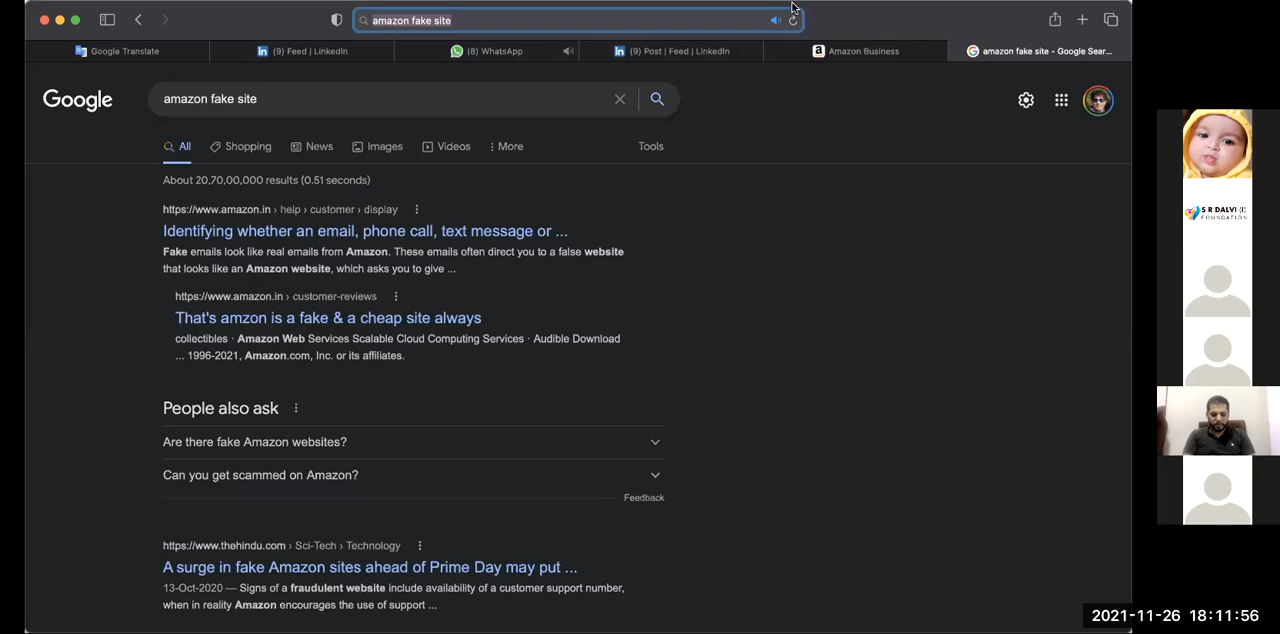 amazon fake site
Google Translate
(9) Feed | LinkedIn
(8) WhatsApp
(9) Post | Feed | LinkedIn
Amazon Business
amazon fake site - Google Sear...
Google
amazon fake site
All
Shopping
News
Images
Videos
More
Tools
About 20,70,00,000 results (0.51 seconds)
https://www.amazon.in › help › customer › display
Identifying whether an email, phone call, text message or ...
Fake emails look like real emails from Amazon. These emails often direct you to a false website
that looks like an Amazon website, which asks you to give ...
https://www.amazon.in › customer-reviews
That's amzon is a fake & a cheap site always
collectibles · Amazon Web Services Scalable Cloud Computing Services · Audible Download
... 1996-2021, Amazon.com, Inc. or its affiliates.
People also ask
Are there fake Amazon websites?
Can you get scammed on Amazon?
Feedback
https://www.thehindu.com › Sci-Tech › Technology
A surge in fake Amazon sites ahead of Prime Day may put ...
13-Oct-2020 — Signs of a fraudulent website include availability of a customer support number,
when in reality Amazon encourages the use of support ...
S R DALVI (I)
FOUNDATION
2021-11-26 18:11:56